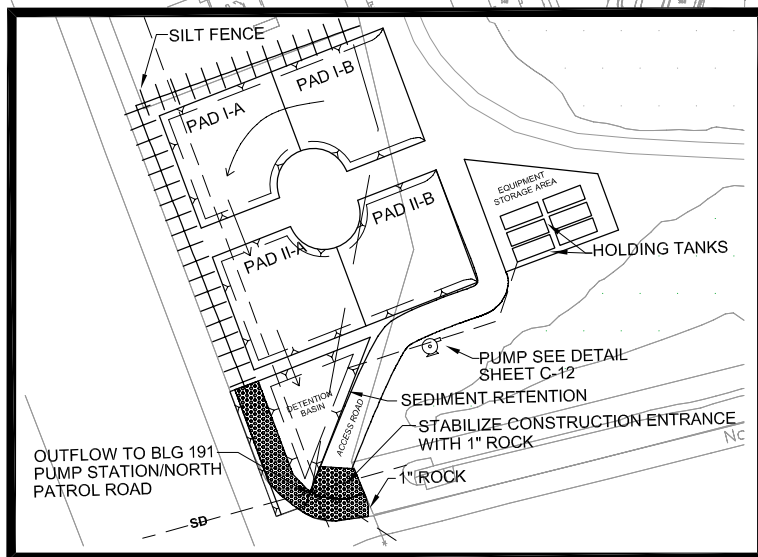 SILT FENCE
PAD I-A
PAD I-B
EQUIPMENT
STORAGE AREA
PAD II-B
PAD II-A
HOLDING TANKS
PUMP SEE DETAIL
SHEET C-12
SEDIMENT RETENTION
DETENTION
BASIN
ACCESS ROAD
STABILIZE CONSTRUCTION ENTRANCE
WITH 1" ROCK
OUTFLOW TO BLG 191
PUMP STATION/NORTH
PATROL ROAD
1" ROCK
SD